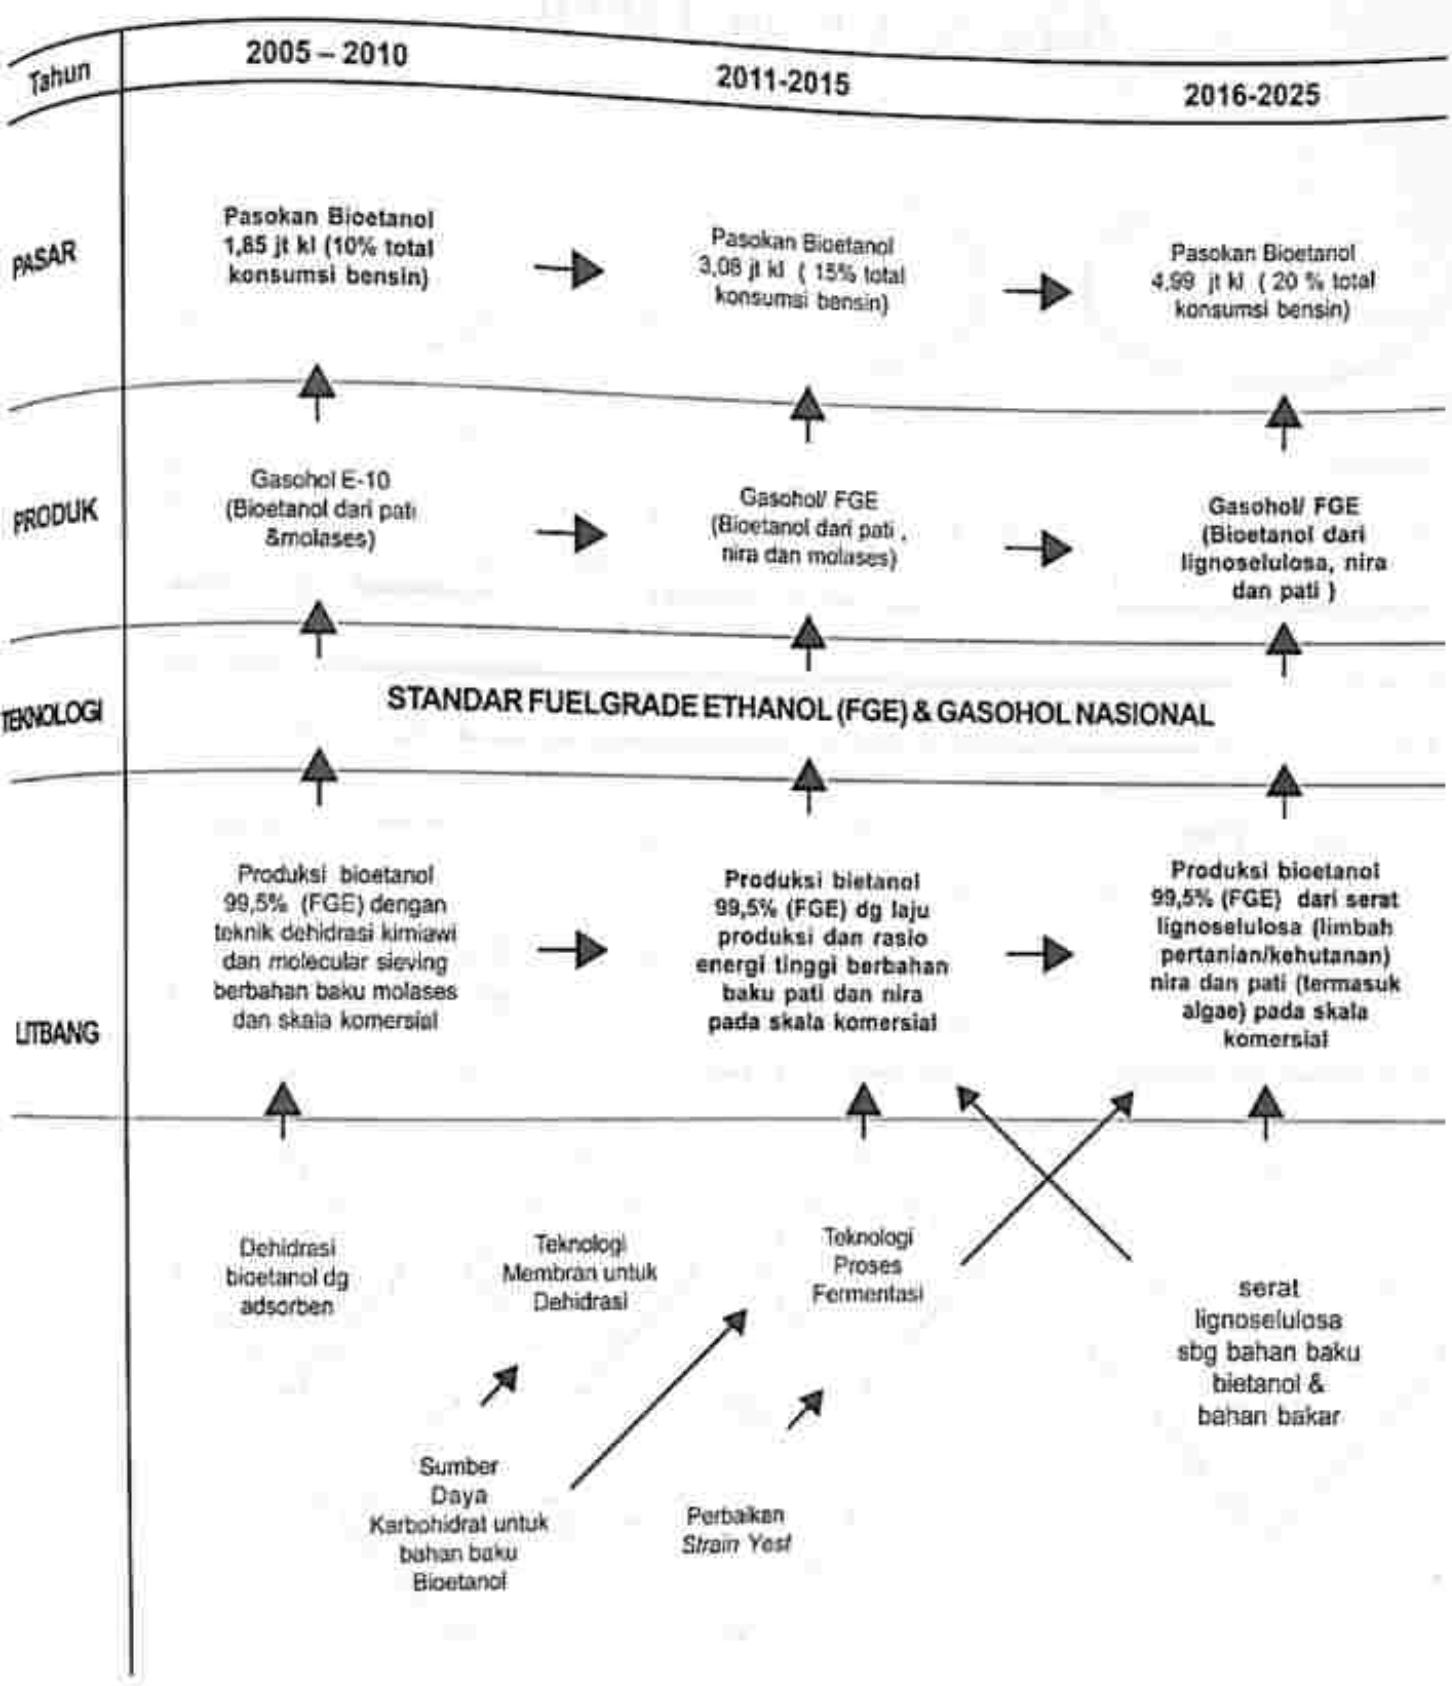 Tahun
2005 – 2010
2011-2015
2016-2025
PASAR
Pasokan Bioetanol
1,85 jt kl (10% total
konsumsi bensin)
Pasokan Bioetanol
3,08 jt kl ( 15% total
konsumsi bensin)
Pasokan Bioetanol
4,99 jt kl ( 20 % total
konsumsi bensin)
PRODUK
Gasohol E-10
(Bioetanol dari pati
&molases)
Gasohol/ FGE
(Bioetanol dari pati ,
nira dan molases)
Gasohol/ FGE
(Bioetanol dari
lignoselulosa, nira
dan pati )
TEKNOLOGI
STANDAR FUELGRADE ETHANOL (FGE) & GASOHOL NASIONAL
LITBANG
Produksi bioetanol
99,5% (FGE) dengan
teknik dehidrasi kimiawi
dan molecular sieving
berbahan baku molases
dan skala komersial
Produksi bietanol
99,5% (FGE) dg laju
produksi dan rasio
energi tinggi berbahan
baku pati dan nira
pada skala komersial
Produksi bioetanol
99,5% (FGE) dari serat
lignoselulosa (limbah
pertanian/kehutanan)
nira dan pati (termasuk
algae) pada skala
komersial
Dehidrasi
bioetanol dg
adsorben
Teknologi
Membran untuk
Dehidrasi
Teknologi
Proses
Fermentasi
serat
lignoselulosa
sbg bahan baku
bietanol &
bahan bakar
Sumber
Daya
Karbohidrat untuk
bahan baku
Bioetanol
Perbaikan
Strain Yest